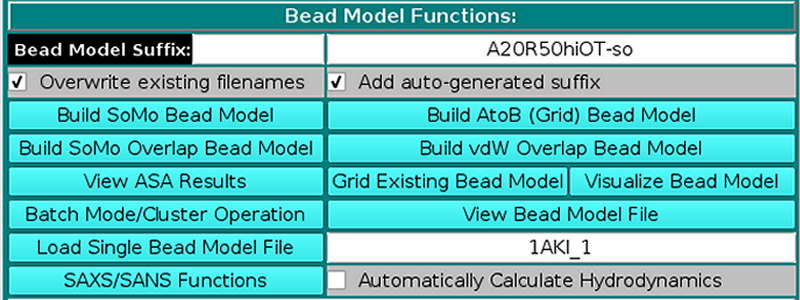 Bead Model Functions:
Bead Model Suffix: A20R50hiOT-so
Overwrite existing filenames Add auto-generated suffix
Build SoMo Bead Model Build AtoB (Grid) Bead Model
Build SoMo Overlap Bead Model Build vdW Overlap Bead Model
View ASA Results Grid Existing Bead Model Visualize Bead Model
Batch Mode/Cluster Operation View Bead Model File
Load Single Bead Model File 1AKI_1
SAXS/SANS Functions Automatically Calculate Hydrodynamics